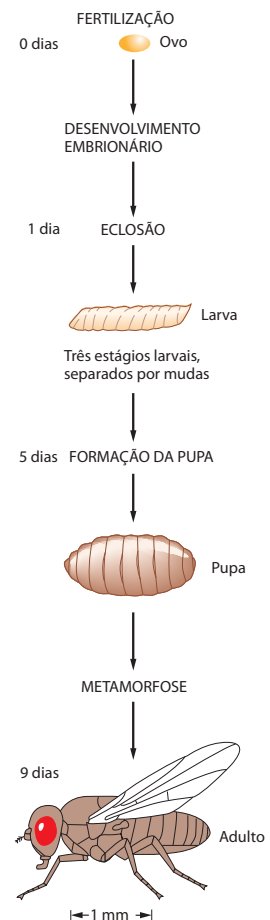 FERTILIZAÇÃO
0 dias
Ovo
DESENVOLVIMENTO
EMBRIONÁRIO
1 dia
ECLOSÃO
Larva
Três estágios larvais,
separados por mudas
5 dias
FORMAÇÃO DA PUPA
Pupa
METAMORFOSE
9 dias
Adulto
1 mm